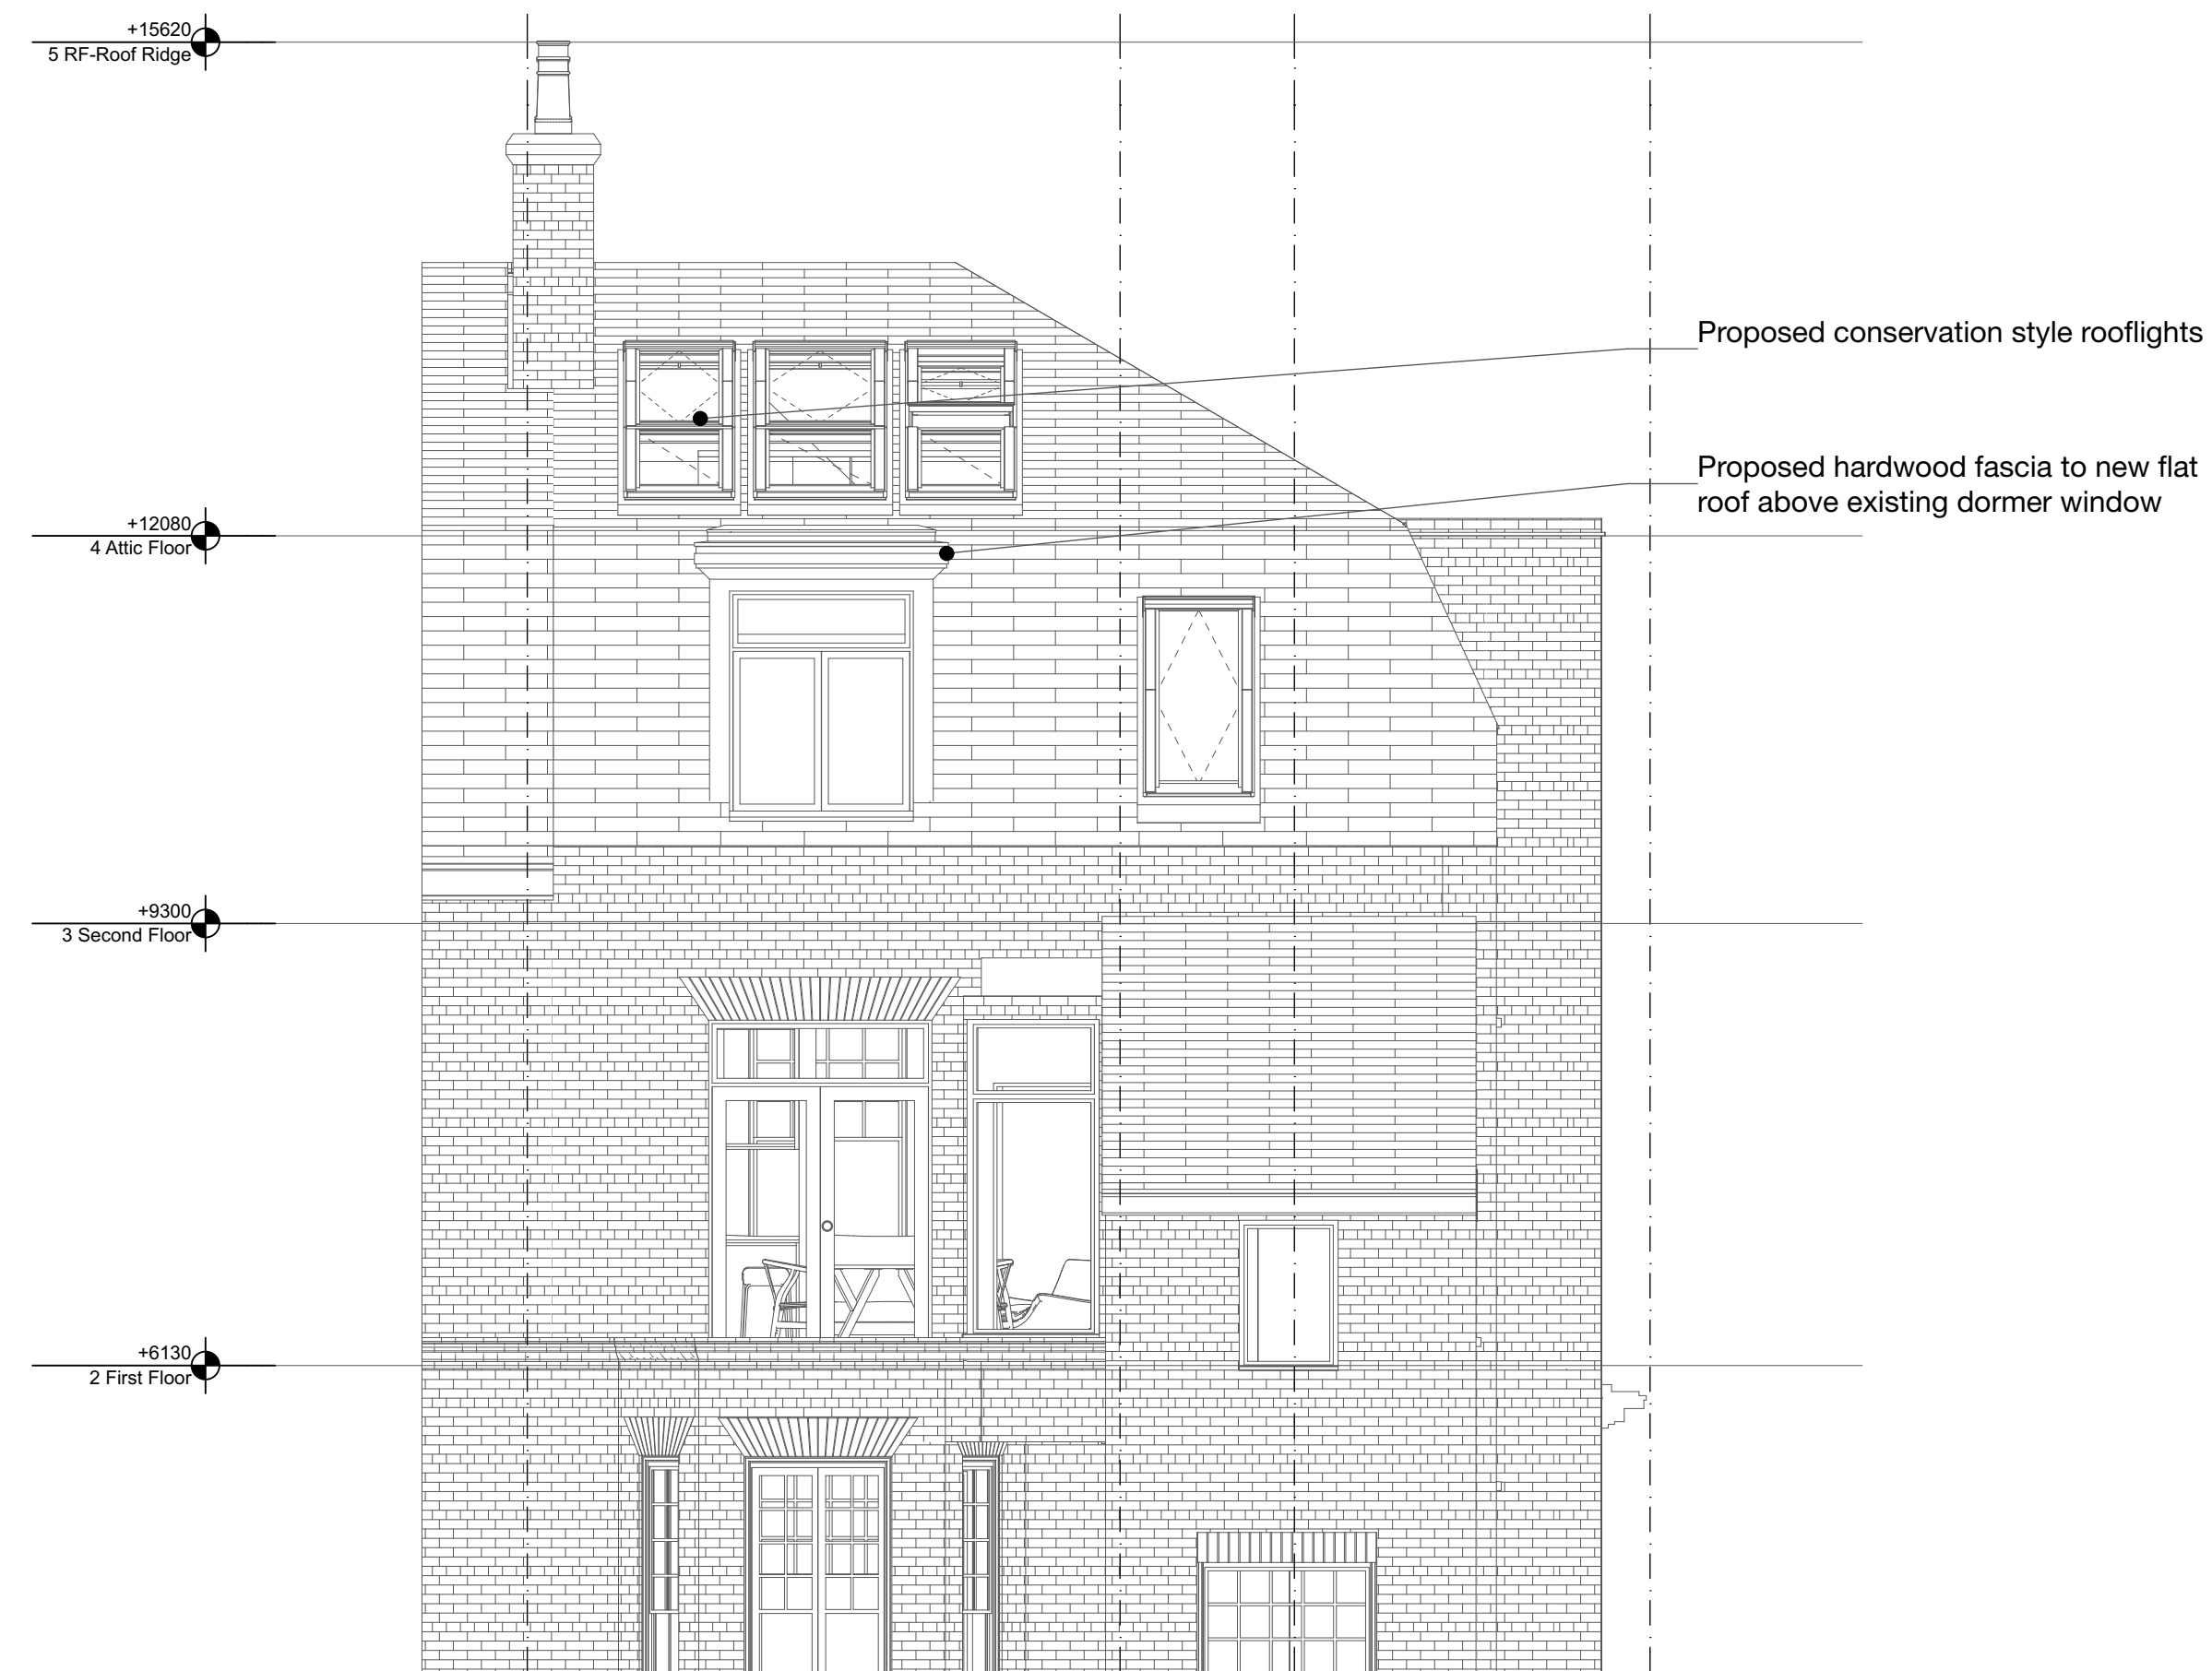 +15620
5 RF-Roof Ridge
Proposed conservation style rooflights
Proposed hardwood fascia to new flat
roof above existing dormer window
+12080
4 Attic Floor
+9300
3 Second Floor
+6130
2 First Floor